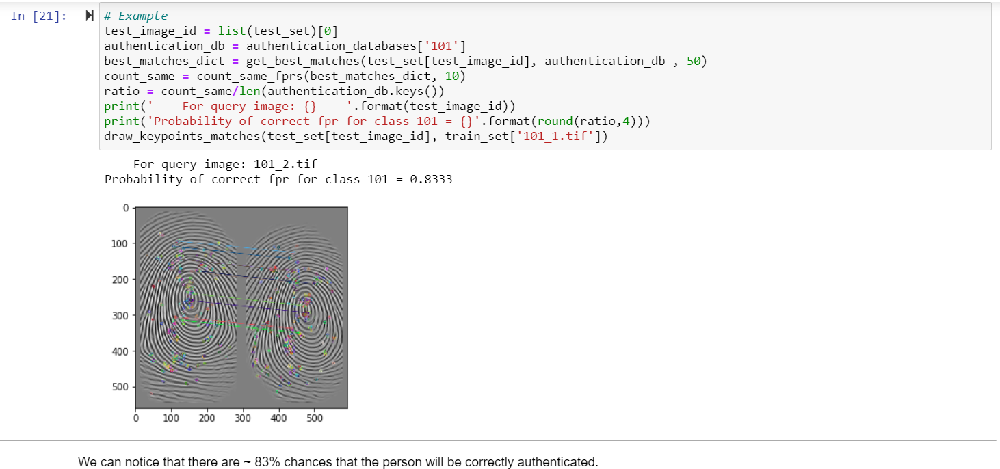 In [21]:
# Example
test_image_id = list(test_set)[0]
authentication_db = authentication_databases['101']
best_matches_dict = get_best_matches(test_set[test_image_id], authentication_db , 50)
count_same = count_same_fprs(best_matches_dict, 10)
ratio = count_same/len(authentication_db.keys())
print('--- For query image: {} ---'.format(test_image_id))
print('Probability of correct fpr for class 101 = {}'.format(round(ratio,4)))
draw_keypoints_matches(test_set[test_image_id], train_set['101_1.tif'])
--- For query image: 101_2.tif ---
Probability of correct fpr for class 101 = 0.8333
0
100
200
300
400
500
0 100 200 300 400 500
We can notice that there are ~ 83% chances that the person will be correctly authenticated.